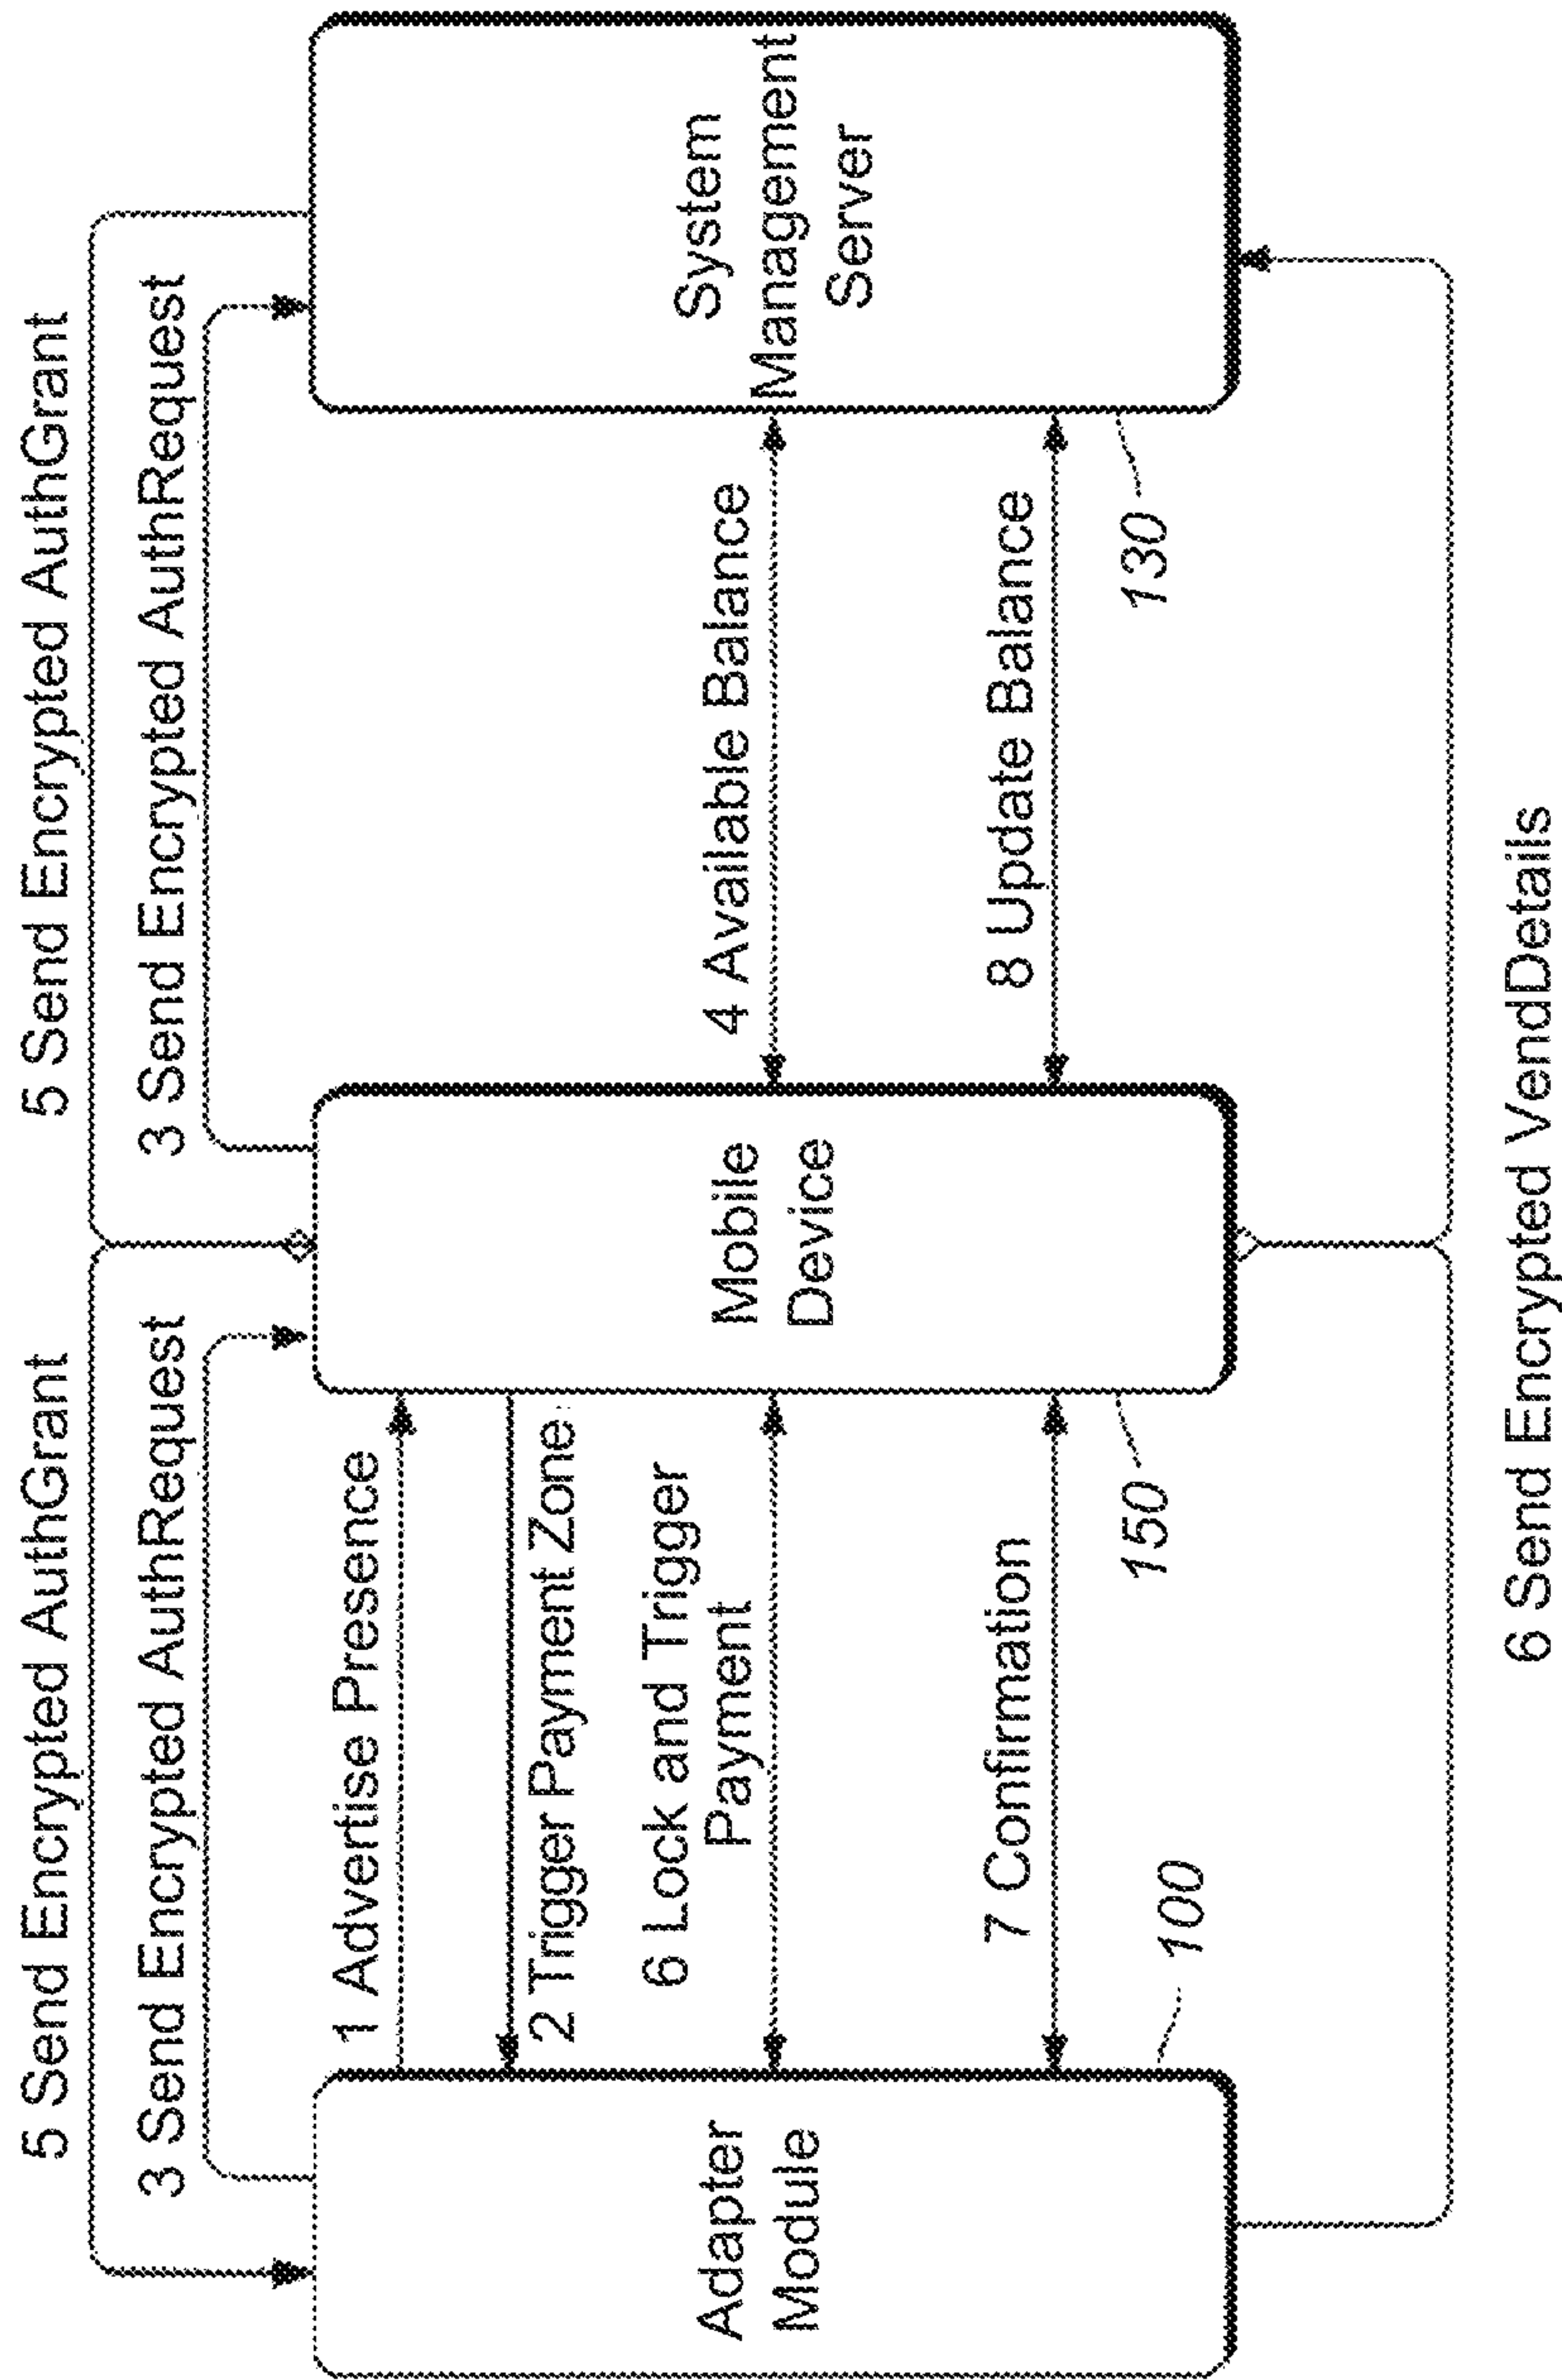 5 Send Encrypted AuthGrant
5 Send Encrypted AuthGrant
3 Send Encrypted AuthRequest
3 Send Encrypted AuthRequest
1 Advertise Presence
2 Trigger Payment Zone
6 Lock and Trigger
Payment
7 Confirmation
4 Available Balance
8 Update Balance
Adapter
Module
Mobile
Device
System
Management
Server
100
150
130
6 Send Encrypted VendDetails